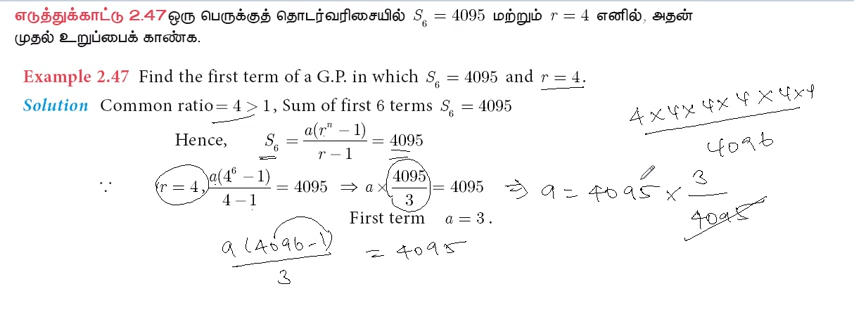 எடுத்துக்காட்டு 2.47 ஒரு பெருக்குத் தொடர்வரிசையில் S₆ = 4095 மற்றும் r = 4 எனில், அதன்
முதல் உறுப்பைக் காண்க.
Example 2.47 Find the first term of a G.P. in which S₆ = 4095 and r = 4.
Solution Common ratio = 4 > 1, Sum of first 6 terms S₆ = 4095
4 × 4 × 4 × 4 × 4 × 4
4096
Hence, S₆ = a(rⁿ − 1)/(r − 1) = 4095
∵ r = 4, a(4⁶ − 1)/(4 − 1) = 4095 ⇒ a × 4095/3 = 4095 ⇒ a = 4095 × 3/4095
First term a = 3.
a(4096 − 1)/3 = 4095